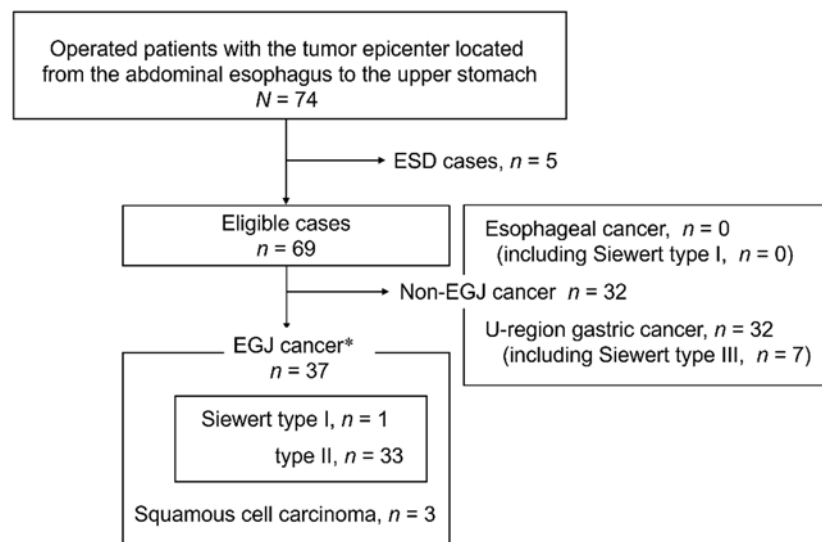 Operated patients with the tumor epicenter located
from the abdominal esophagus to the upper stomach
N = 74
ESD cases, n = 5
Eligible cases
n = 69
Esophageal cancer, n = 0
(including Siewert type I, n = 0)
Non-EGJ cancer n = 32
U-region gastric cancer, n = 32
(including Siewert type III, n = 7)
EGJ cancer*
n = 37
Siewert type I, n = 1
type II, n = 33
Squamous cell carcinoma, n = 3